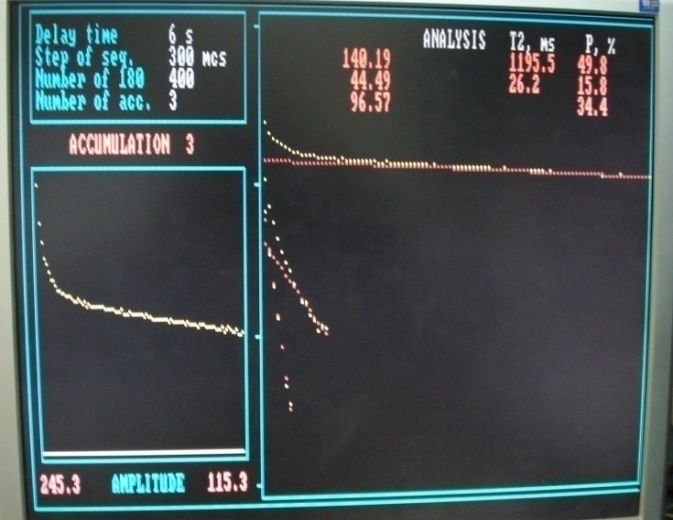 Delay time 6 s
Step of seq. 300 mcs
Number of 180 400
Number of acc. 3
ACCUMULATION 3
245.3 AMPLITUDE 115.3
ANALYSIS T2, ms P, %
140.19 1195.5 49.8
44.49 26.2 15.8
96.57 34.4